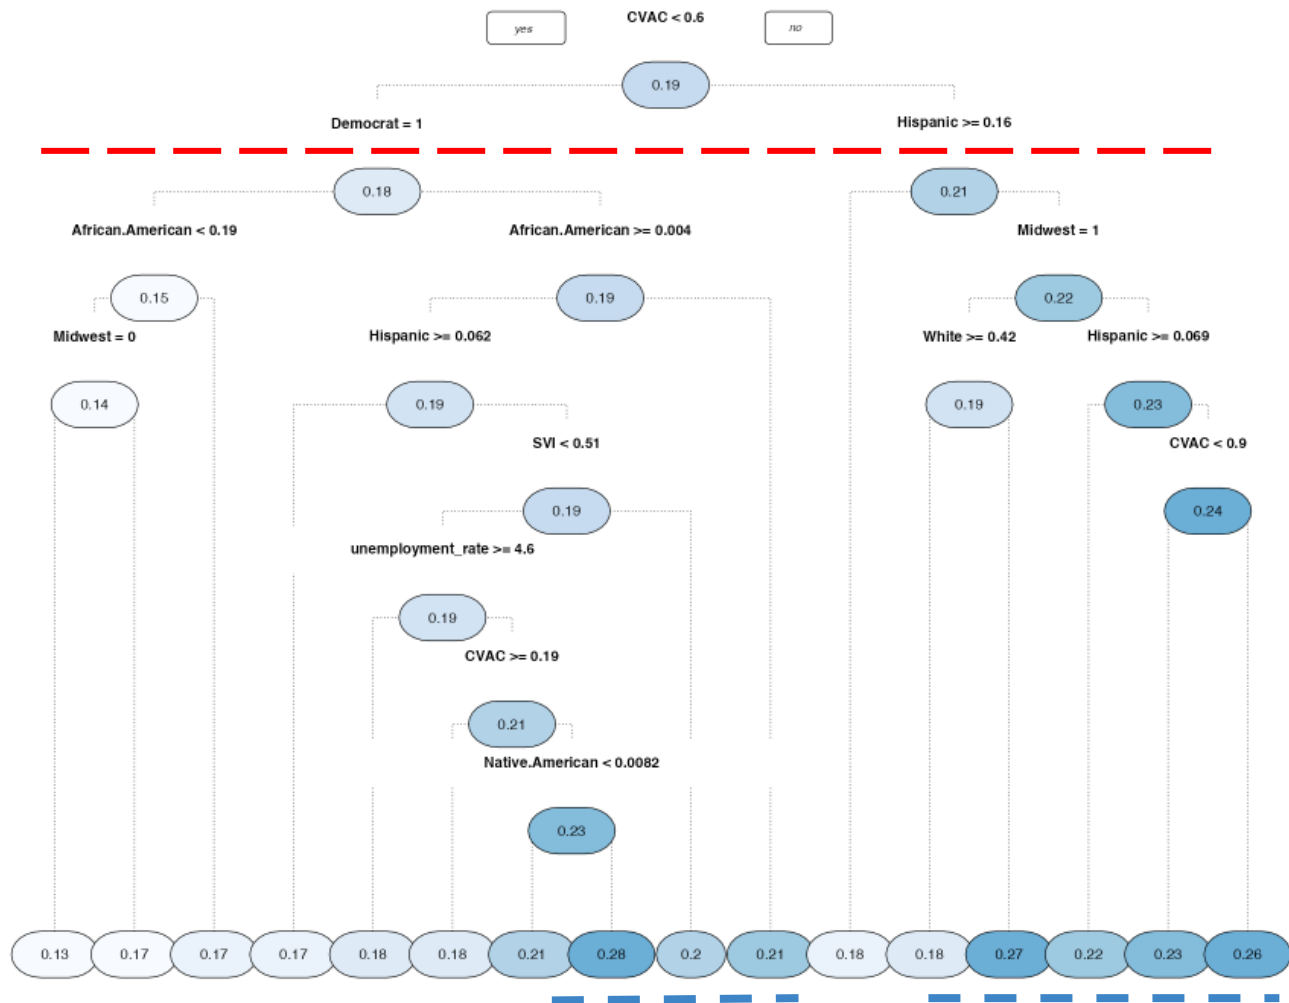 CVAC < 0.6
yes no
0.19
Democrat = 1 Hispanic >= 0.16
0.18 0.21
African.American < 0.19 African.American >= 0.004 Midwest = 1
0.15 0.19 0.22
Midwest = 0 Hispanic >= 0.062 White >= 0.42 Hispanic >= 0.069
0.14 0.19 0.19 0.23
SVI < 0.51 CVAC < 0.9
0.19 0.24
unemployment_rate >= 4.6
0.19
CVAC >= 0.19
0.21
Native.American < 0.0082
0.23
0.13 0.17 0.17 0.17 0.18 0.18 0.21 0.28 0.2 0.21 0.18 0.18 0.27 0.22 0.23 0.26